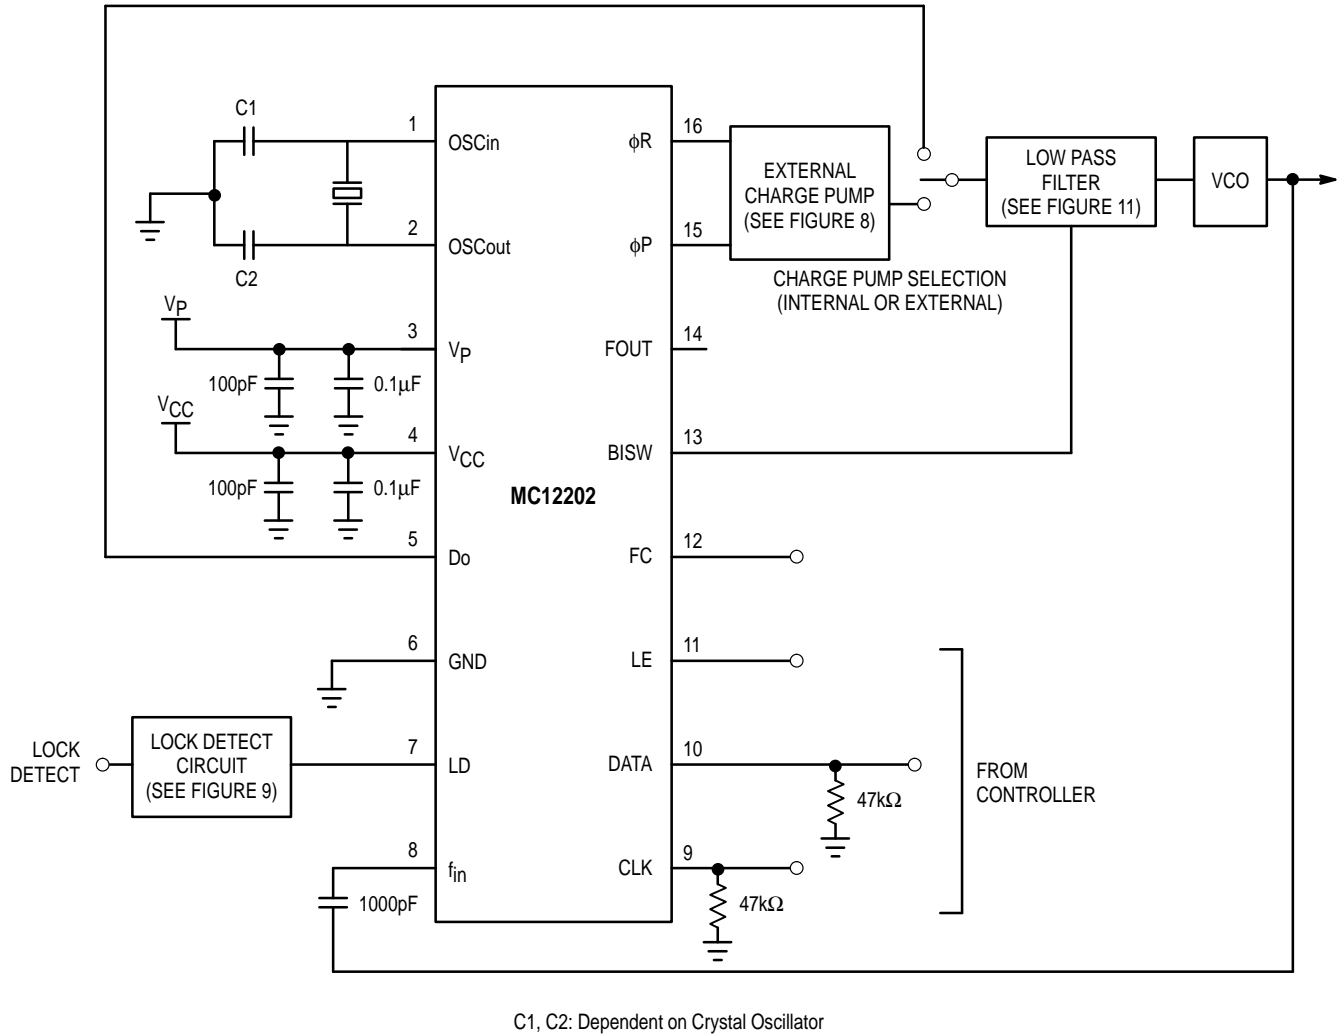 C1
1
OSCin
ϕR
16
EXTERNAL
CHARGE PUMP
(SEE FIGURE 8)
LOW PASS
FILTER
(SEE FIGURE 11)
VCO
2
OSCout
C2
ϕP
15
CHARGE PUMP SELECTION
(INTERNAL OR EXTERNAL)
VP
3
VP
FOUT
14
100pF
0.1µF
VCC
4
VCC
BISW
13
100pF
0.1µF
MC12202
5
Do
FC
12
6
GND
LE
11
LOCK
DETECT
LOCK DETECT
CIRCUIT
(SEE FIGURE 9)
7
LD
DATA
10
47kΩ
FROM
CONTROLLER
8
fin
CLK
9
1000pF
47kΩ
C1, C2: Dependent on Crystal Oscillator